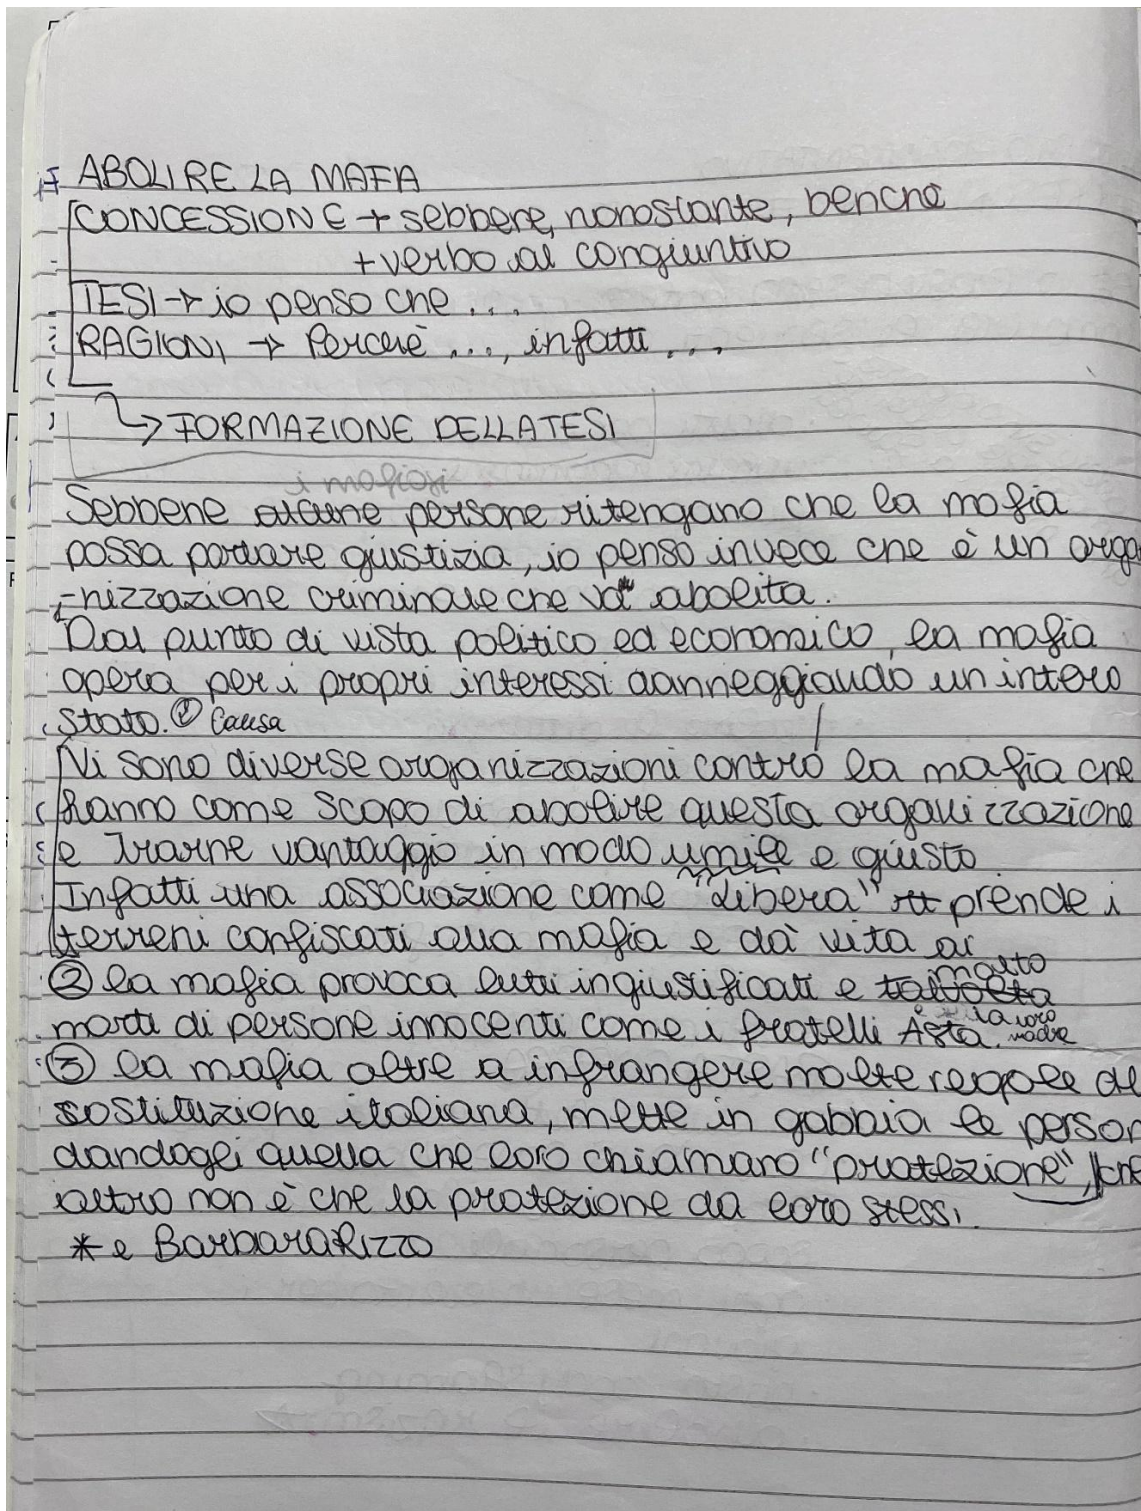 ABOLIRE LA MAFIA
CONCESSIONE → sebbene, nonostante, benchè
+ verbo al congiuntivo
TESI → io penso che ...
RAGIONI → Perchè ..., infatti ...
↳ FORMAZIONE DELLA TESI
i mafiosi
Sebbene alcune persone ritengano che la mafia
possa portare giustizia, io penso invece che è un orga
-nizzazione criminale che va abolita.
Dal punto di vista politico ed economico, la mafia
opera per i propri interessi danneggiando un intero
stato. ① Causa
Vi sono diverse organizzazioni contro la mafia che
hanno come scopo di abolire questa organizzazione
e trarne vantaggio in modo umile e giusto
Infatti una associazione come "Libera" prende i
terreni confiscati alla mafia e dà vita ai
molto
② la mafia provoca lutti ingiustificati e talvolta
e * la loro madre
morti di persone innocenti come i fratelli Asta.
③ la mafia oltre a infrangere molte regole del
sostituzione italiana, mette in gabbia le person
dandogli quella che loro chiamano "protezione", che
altro non è che la protezione da loro stessi.
* e Barbara Rizzo